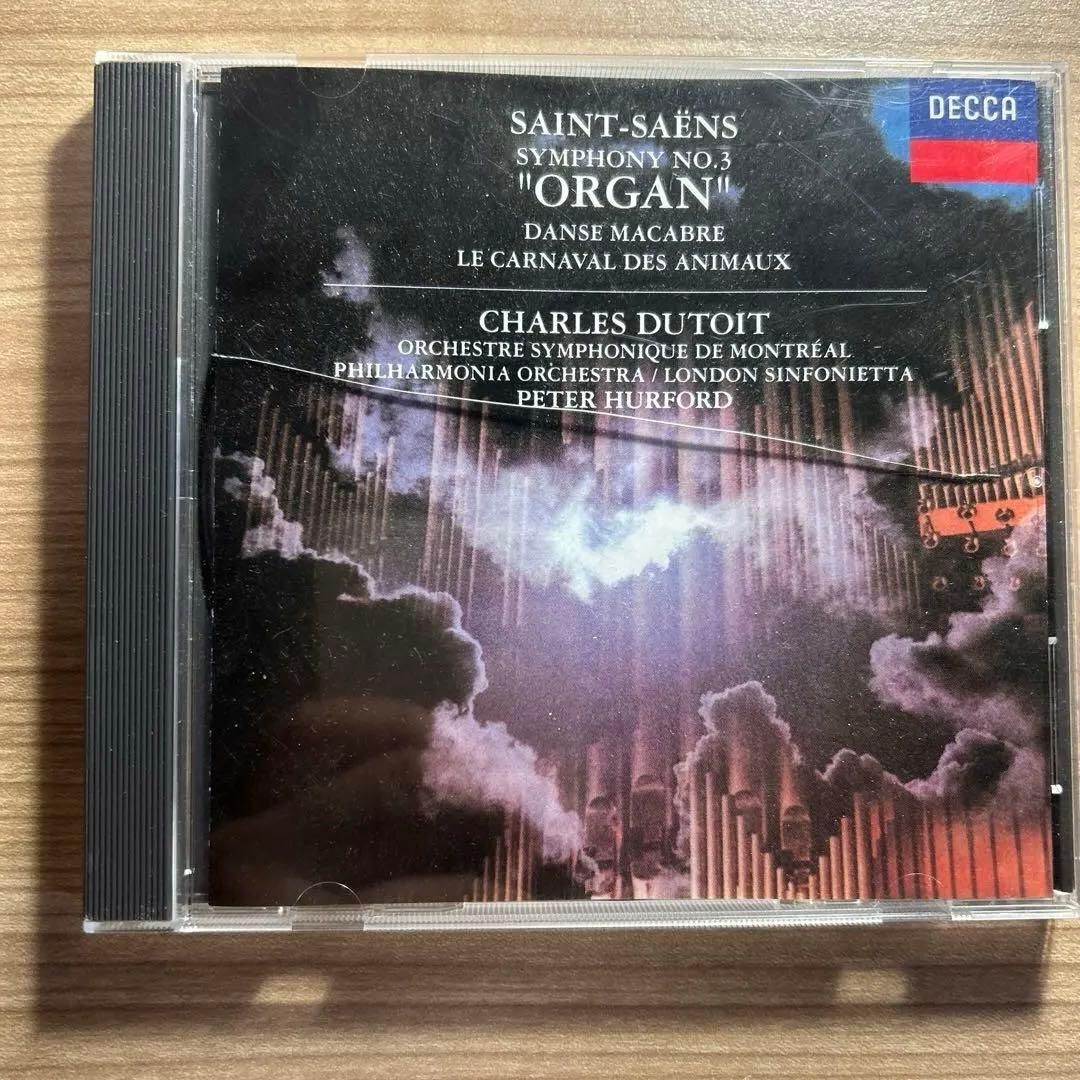 SAINT-SAËNS
SYMPHONY NO.3
"ORGAN"
DANSE MACABRE
LE CARNAVAL DES ANIMAUX
CHARLES DUTOIT
ORCHESTRE SYMPHONIQUE DE MONTRÉAL
PHILHARMONIA ORCHESTRA / LONDON SINFONIETTA
PETER HURFORD
DECCA